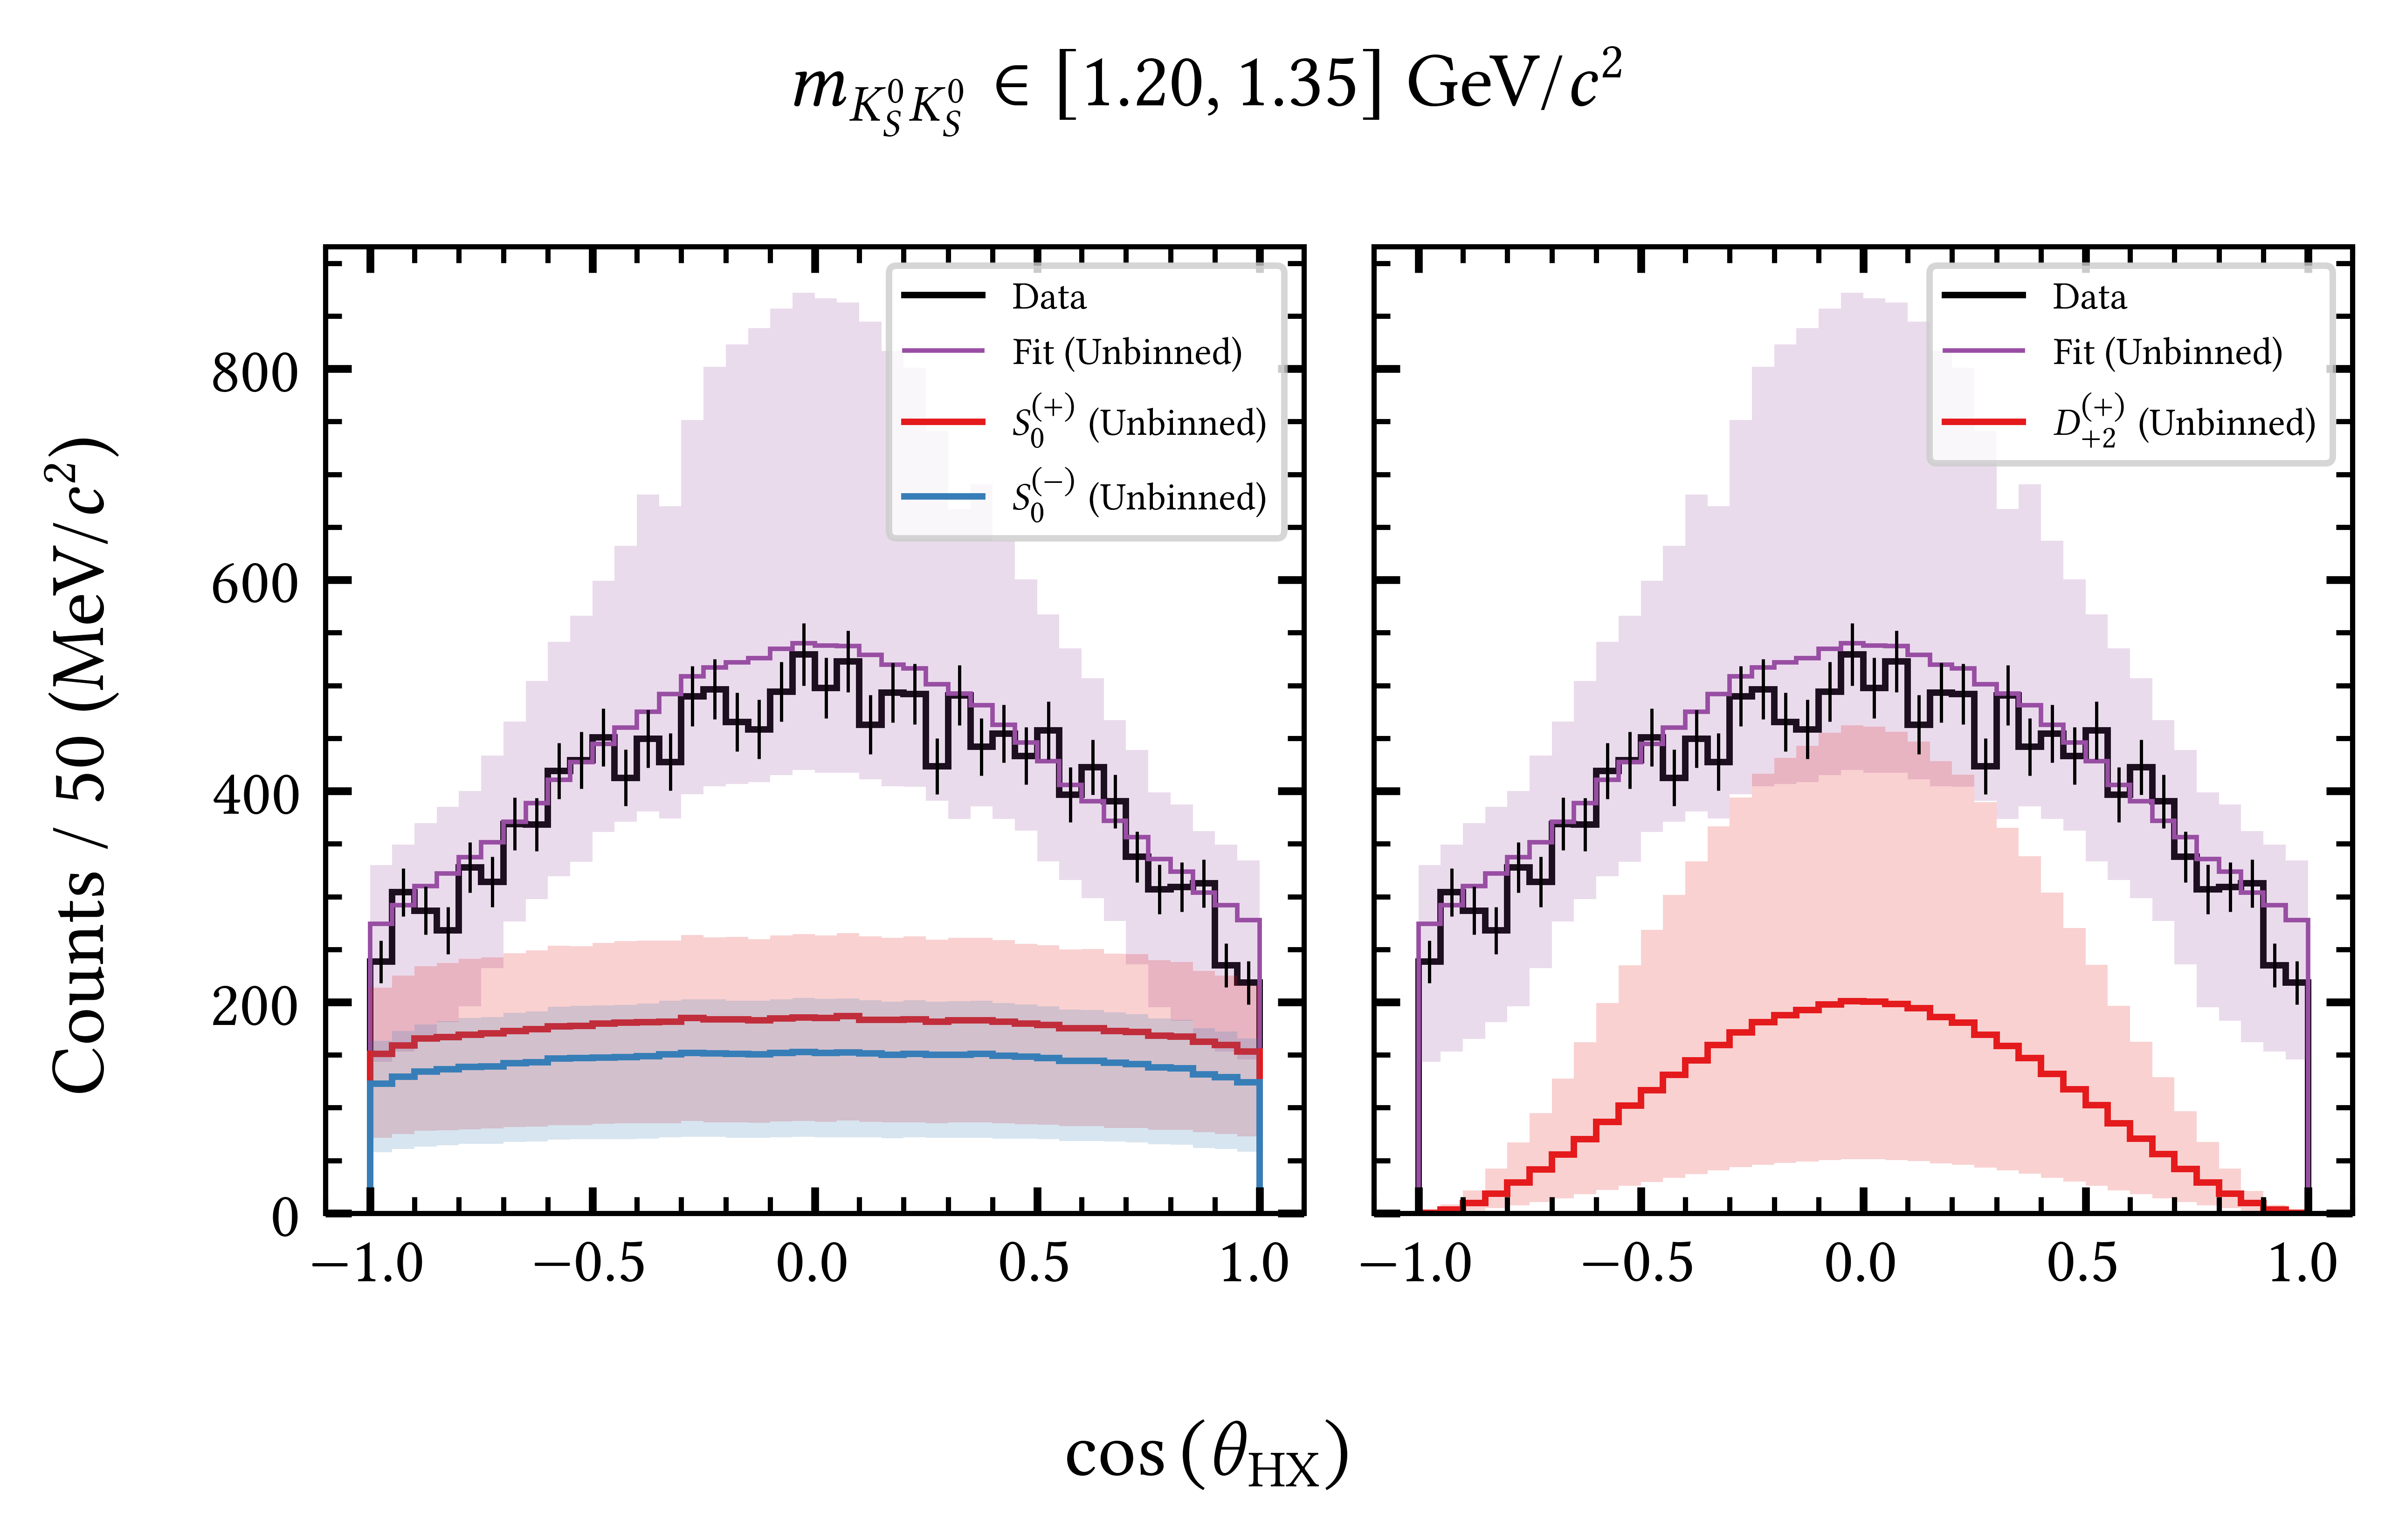 m_{K_S^0 K_S^0} ∈ [1.20, 1.35] GeV/c²
Counts / 50 (MeV/c²)
800
600
400
200
0
Data
Fit (Unbinned)
S_0^{(+)} (Unbinned)
S_0^{(−)} (Unbinned)
−1.0 −0.5 0.0 0.5 1.0
Data
Fit (Unbinned)
D_{+2}^{(+)} (Unbinned)
−1.0 −0.5 0.0 0.5 1.0
cos (θ_{HX})